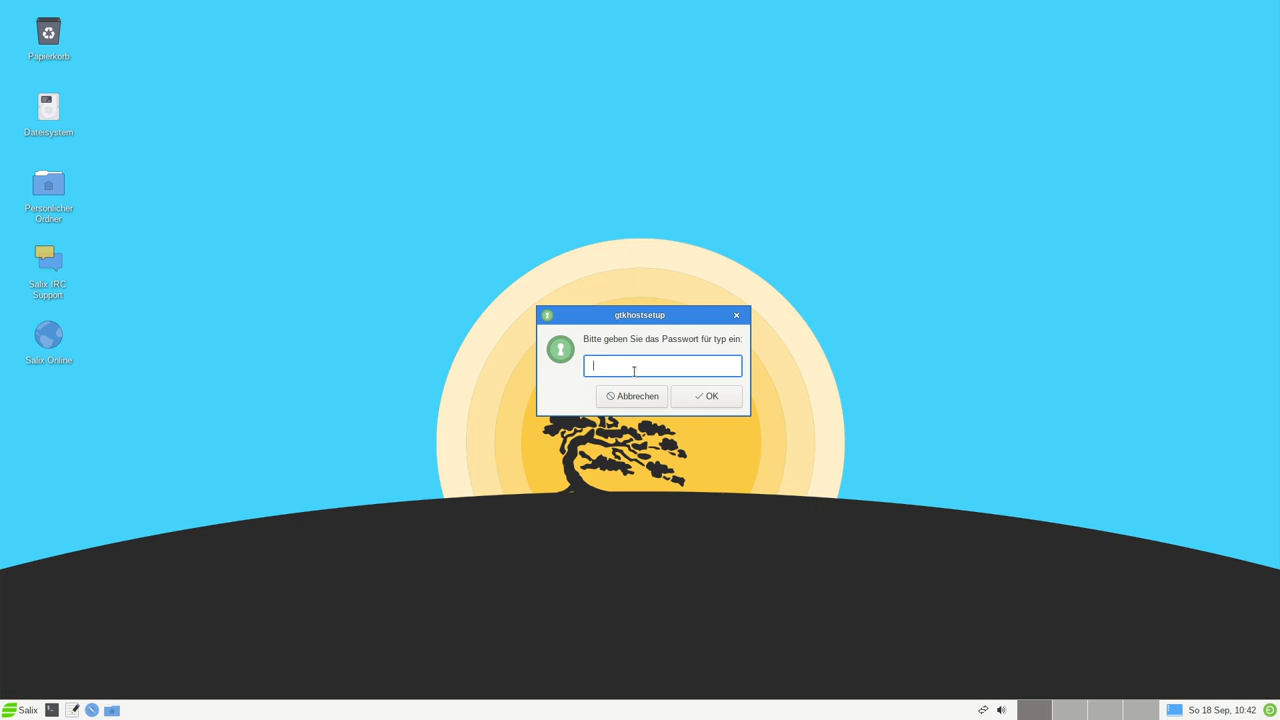 Papierkorb
Dateisystem
Persönlicher
Ordner
Salix IRC
Support
Salix Online
gtkhostsetup
Bitte geben Sie das Passwort für typ ein:
Abbrechen
OK
Salix
So 18 Sep, 10:42